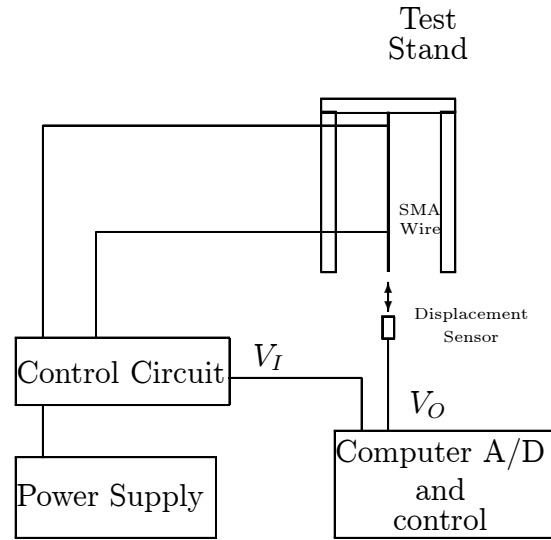 Test
Stand
SMA
Wire
Displacement
Sensor
Control Circuit
V_I
V_O
Power Supply
Computer A/D
and
control